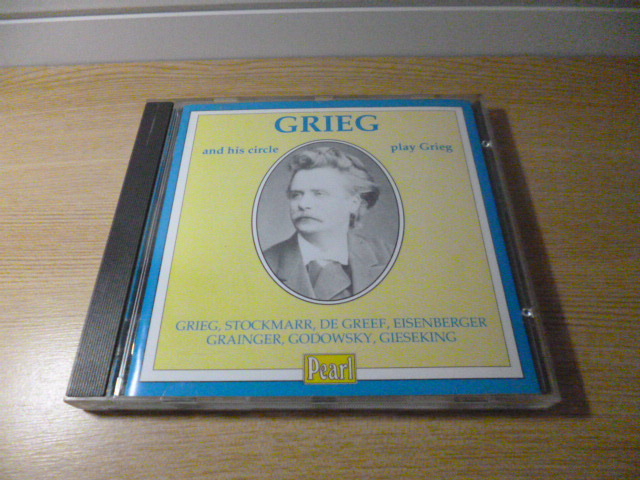 GRIEG
and his circle play Grieg
GRIEG, STOCKMARR, DE GREEF, EISENBERGER
GRAINGER, GODOWSKY, GIESEKING
Pearl